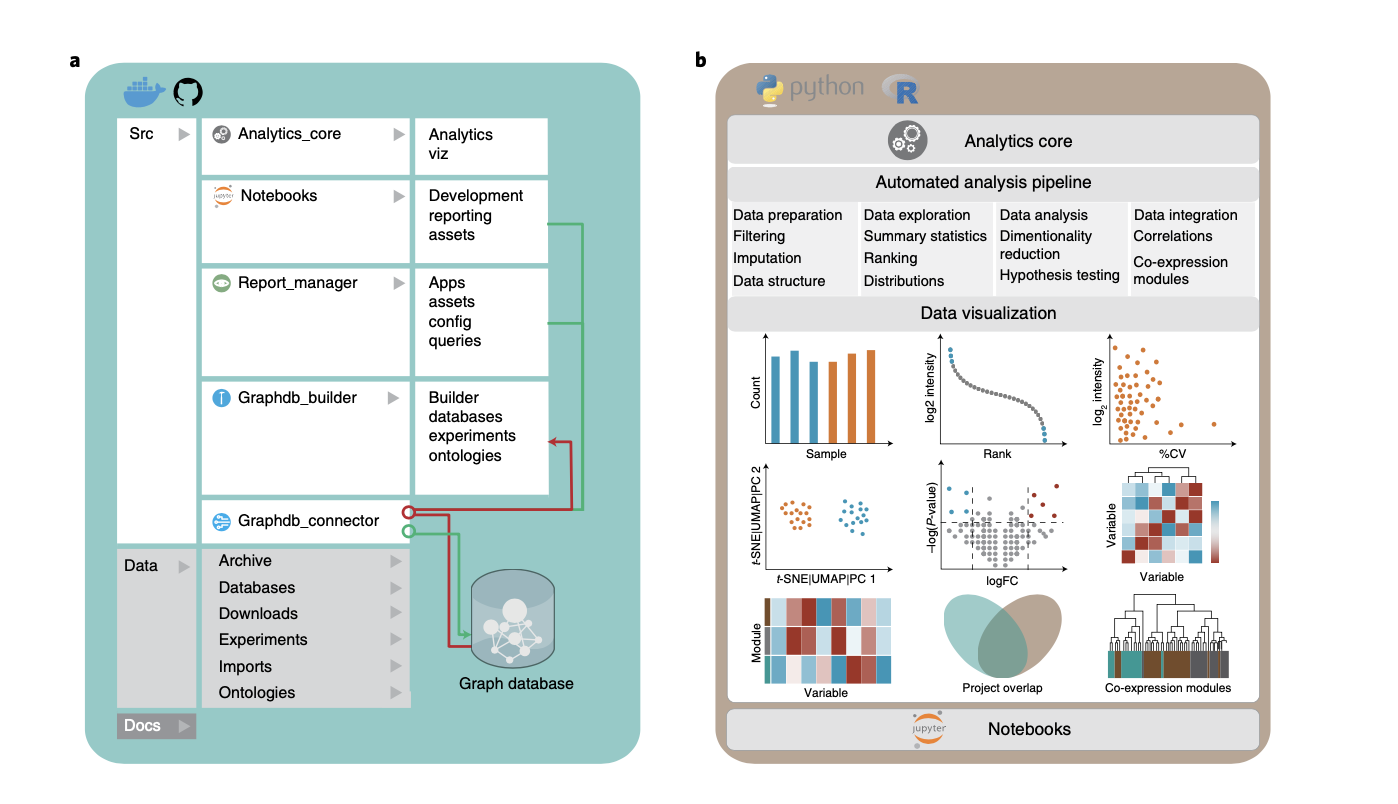 a
Src
Analytics_core
Analytics
viz
jupyter
Notebooks
Development
reporting
assets
Report_manager
Apps
assets
config
queries
Graphdb_builder
Builder
databases
experiments
ontologies
Graphdb_connector
Data
Archive
Databases
Downloads
Experiments
Imports
Ontologies
Graph database
Docs
b
python
R
Analytics core
Automated analysis pipeline
Data preparation
Filtering
Imputation
Data structure
Data exploration
Summary statistics
Ranking
Distributions
Data analysis
Dimentionality
reduction
Hypothesis testing
Data integration
Correlations
Co-expression
modules
Data visualization
Count
Sample
log2 intensity
Rank
log2 intensity
%CV
t-SNE|UMAP|PC 2
t-SNE|UMAP|PC 1
–log(P-value)
logFC
Variable
Variable
Module
Variable
Project overlap
Co-expression modules
jupyter
Notebooks